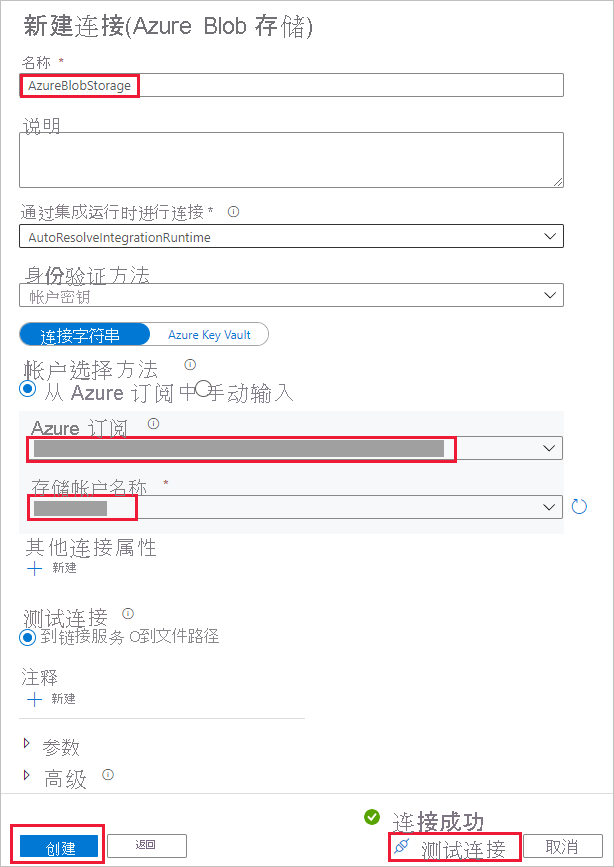 新建连接(Azure Blob 存储)
名称 *
AzureBlobStorage
说明
通过集成运行时进行连接 *
AutoResolveIntegrationRuntime
身份验证方法
帐户密钥
连接字符串 Azure Key Vault
帐户选择方法
从 Azure 订阅中 手动输入
Azure 订阅
存储帐户名称 *
其他连接属性
新建
测试连接
到链接服务 O到文件路径
注释
新建
参数
高级
连接成功
创建 返回 测试连接 取消